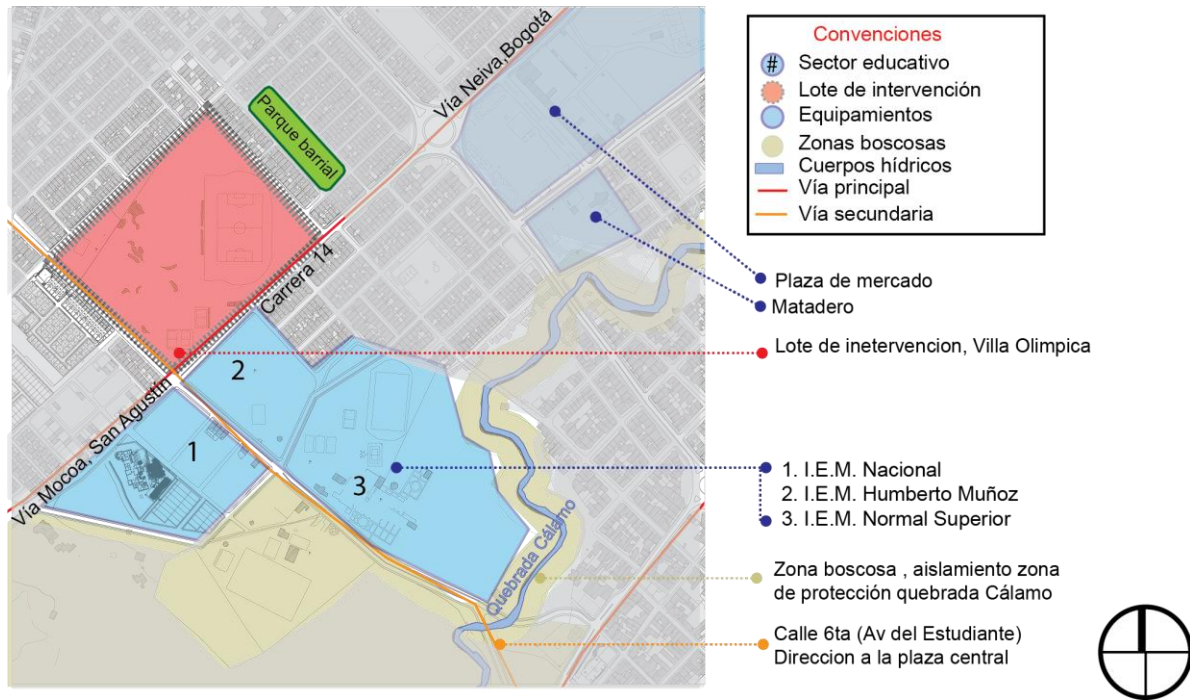 Parque barrial
Vía Neiva,Bogotá
Carrera 14
Vía Mocoa, San Agustín
1
2
3
Quebrada Cálamo
Convenciones
# Sector educativo
Lote de intervención
Equipamientos
Zonas boscosas
Cuerpos hídricos
Vía principal
Vía secundaria
Plaza de mercado
Matadero
Lote de inetervencion, Villa Olimpica
1. I.E.M. Nacional
2. I.E.M. Humberto Muñoz
3. I.E.M. Normal Superior
Zona boscosa , aislamiento zona
de protección quebrada Cálamo
Calle 6ta (Av del Estudiante)
Direccion a la plaza central